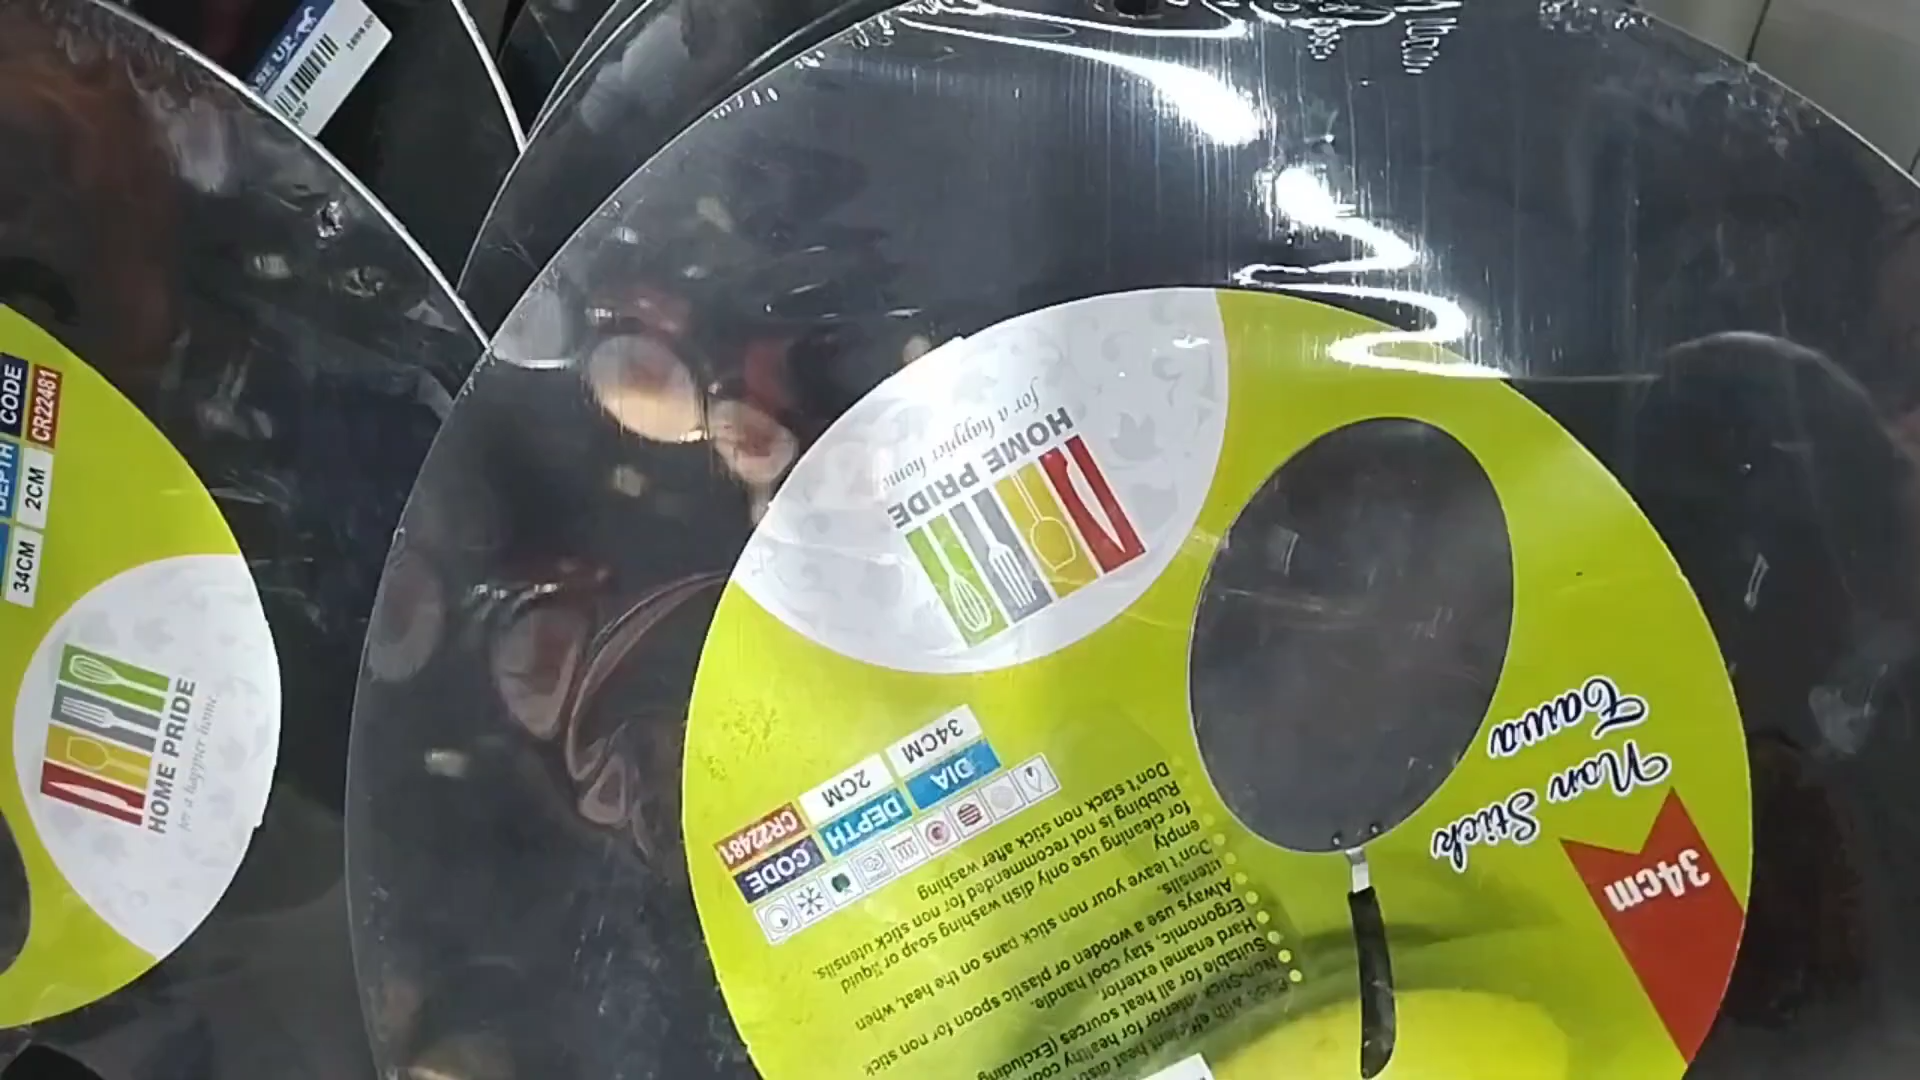 SE UP
CODE
CR22481
DEPTH
2CM
34CM
HOME PRIDE
for a happier home
HOME PRIDE
for a happier home
Non Stick
Tawa
34cm
DIA
DEPTH
CODE
34CM
2CM
CR22481
Non-Stick interior for healthy
Suitable for all heat sources (Excluding
Hard enamel exterior
Ergonomic, stay cool handle.
Always use a wooden or plastic spoon for non stick
utensils.
Don't leave your non stick pans on the heat, when
empty
for cleaning use only dish washing soap or liquid
Rubbing is not recommended for non stick utensils.
Don't stack non stick after washing